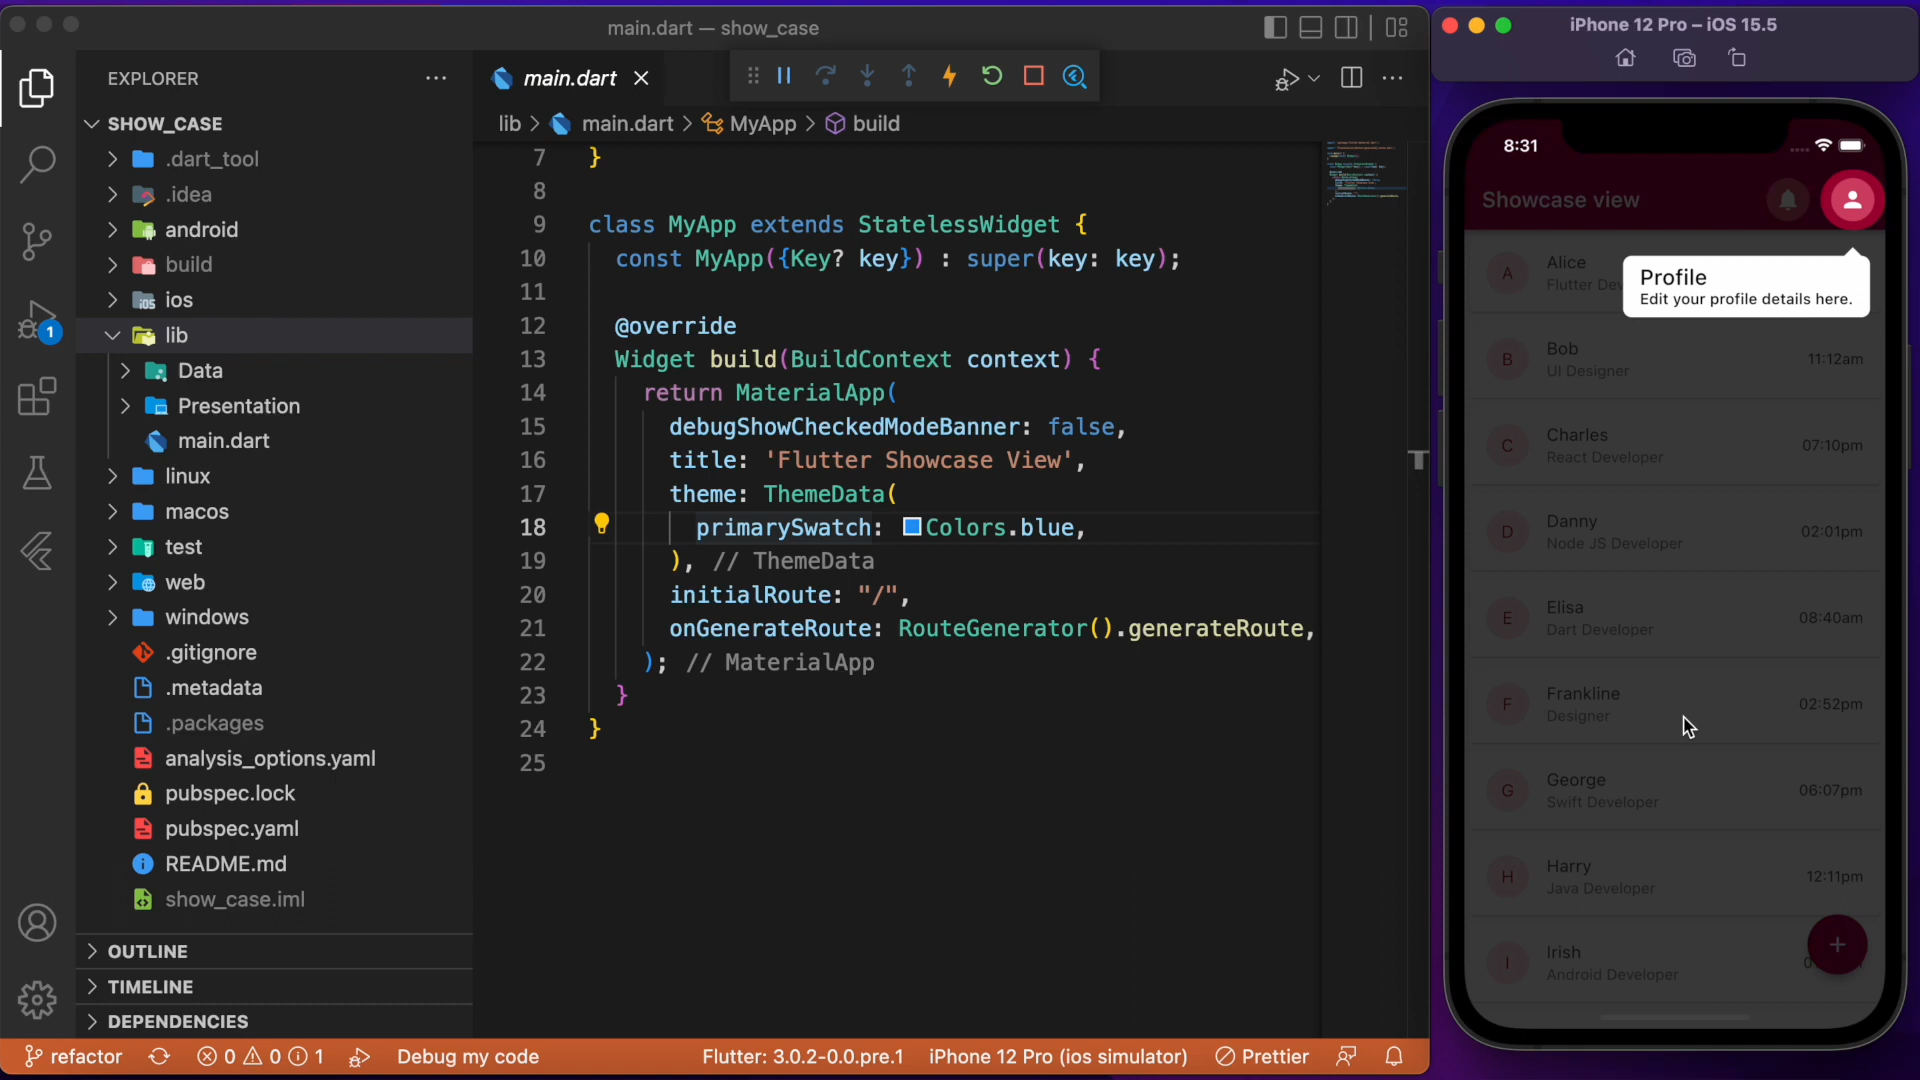 main.dart — show_case
EXPLORER
SHOW_CASE
.dart_tool
.idea
android
build
ios
lib
Data
Presentation
main.dart
linux
macos
test
web
windows
.gitignore
.metadata
.packages
analysis_options.yaml
pubspec.lock
pubspec.yaml
README.md
show_case.iml
OUTLINE
TIMELINE
DEPENDENCIES
1
main.dart
lib > main.dart > MyApp > build
7 }
8
9 class MyApp extends StatelessWidget {
10 const MyApp({Key? key}) : super(key: key);
11
12 @override
13 Widget build(BuildContext context) {
14 return MaterialApp(
15 debugShowCheckedModeBanner: false,
16 title: 'Flutter Showcase View',
17 theme: ThemeData(
18 primarySwatch: Colors.blue,
19 ), // ThemeData
20 initialRoute: "/",
21 onGenerateRoute: RouteGenerator().generateRoute,
22 ); // MaterialApp
23 }
24 }
25
refactor 0 0 1 Debug my code Flutter: 3.0.2-0.0.pre.1 iPhone 12 Pro (ios simulator) Prettier
iPhone 12 Pro – iOS 15.5
8:31
Showcase view
Profile
Edit your profile details here.
A Alice
Flutter Dev
B Bob 11:12am
UI Designer
C Charles 07:10pm
React Developer
D Danny 02:01pm
Node JS Developer
E Elisa 08:40am
Dart Developer
F Frankline 02:52pm
Designer
G George 06:07pm
Swift Developer
H Harry 12:11pm
Java Developer
I Irish
Android Developer